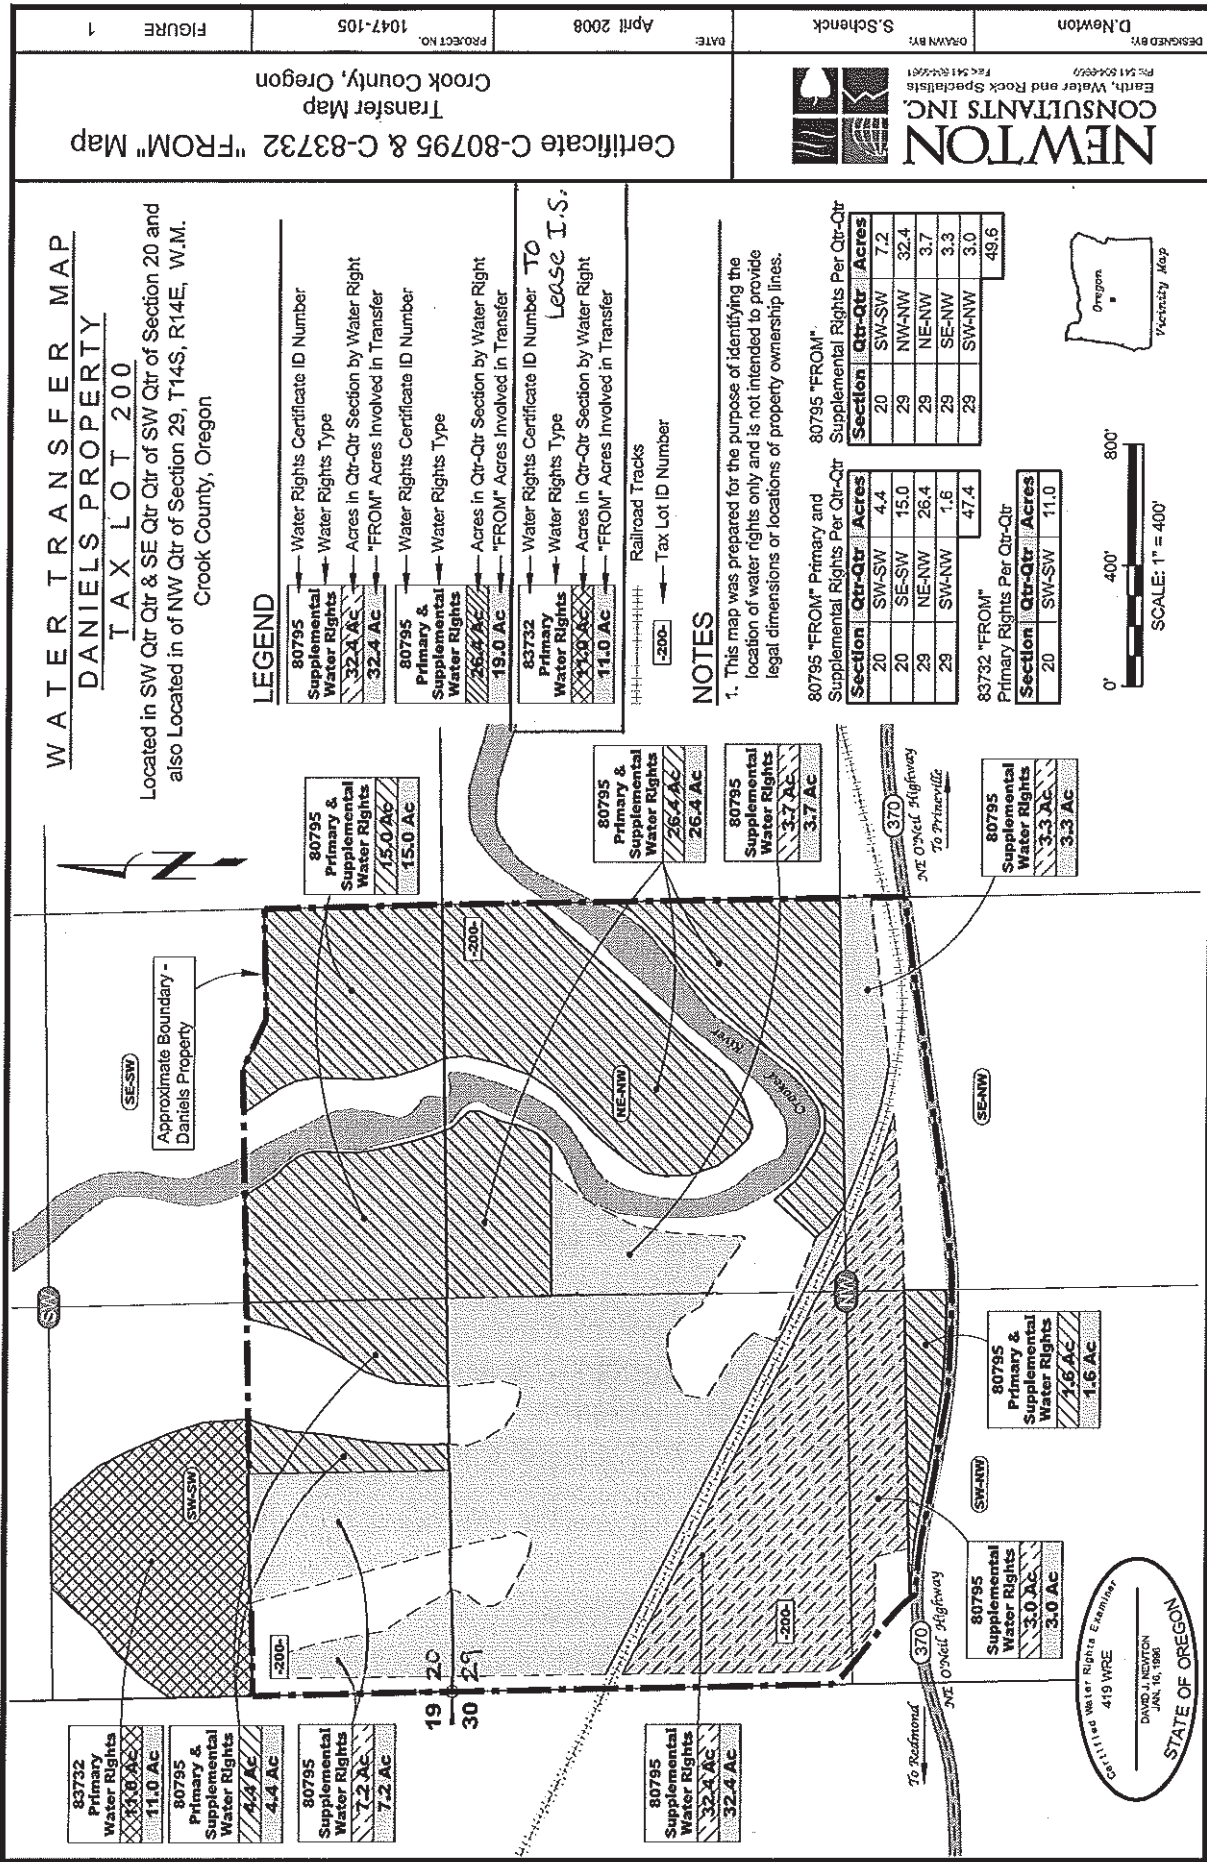 WATER TRANSFER MAP
DANIELS PROPERTY
TAX LOT 200
Located in SW Qtr Qtr & SE Qtr Qtr of SW Qtr of Section 20 and
also Located in of NW Qtr of Section 29, T14S, R14E, W.M.
Crook County, Oregon
LEGEND
80795
Supplemental
Water Rights
32.4 Ac
32.4 Ac
Water Rights Certificate ID Number
Water Rights Type
Acres in Qtr-Qtr Section by Water Right
"FROM" Acres Involved in Transfer
80795
Primary &
Supplemental
Water Rights
26.4 Ac
19.0 Ac
Water Rights Certificate ID Number
Water Rights Type
Acres in Qtr-Qtr Section by Water Right
"FROM" Acres Involved in Transfer
83732
Primary
Water Rights
11.0 Ac
11.0 Ac
Water Rights Certificate ID Number
Water Rights Type
Acres in Qtr-Qtr Section by Water Right
"FROM" Acres Involved in Transfer
TO
Lease I.S.
Railroad Tracks
-200-
Tax Lot ID Number
NOTES
1. This map was prepared for the purpose of identifying the
location of water rights only and is not intended to provide
legal dimensions or locations of property ownership lines.
80795 "FROM" Primary and
Supplemental Rights Per Qtr-Qtr
Section Qtr-Qtr Acres
20 SW-SW 4.4
20 SE-SW 15.0
29 NE-NW 26.4
29 SW-NW 1.6
47.4
83732 "FROM"
Primary Rights Per Qtr-Qtr
Section Qtr-Qtr Acres
20 SW-SW 11.0
80795 "FROM"
Supplemental Rights Per Qtr-Qtr
Section Qtr-Qtr Acres
20 SW-SW 7.2
29 NW-NW 32.4
29 NE-NW 3.7
29 SE-NW 3.3
29 SW-NW 3.0
49.6
0' 400' 800'
SCALE: 1" = 400'
Oregon
Vicinity Map
N
83732
Primary
Water Rights
11.0 Ac
11.0 Ac
80795
Primary &
Supplemental
Water Rights
4.4 Ac
4.4 Ac
80795
Supplemental
Water Rights
7.2 Ac
7.2 Ac
80795
Supplemental
Water Rights
32.4 Ac
32.4 Ac
80795
Supplemental
Water Rights
3.0 Ac
3.0 Ac
80795
Primary &
Supplemental
Water Rights
1.6 Ac
1.6 Ac
80795
Supplemental
Water Rights
3.3 Ac
3.3 Ac
80795
Supplemental
Water Rights
3.7 Ac
3.7 Ac
80795
Primary &
Supplemental
Water Rights
26.4 Ac
26.4 Ac
80795
Primary &
Supplemental
Water Rights
15.0 Ac
15.0 Ac
Approximate Boundary -
Daniels Property
SW
SE-SW
SW-SW
NE-NW
NW
SW-NW
SE-NW
-200-
-200-
-200-
19 20
30 29
Crooked River
370
NE O'Neil Highway
To Prineville
370
To Redmond
NE O'Neil Highway
Certified Water Rights Examiner
419 WRE
DAVID J. NEWTON
JAN. 16, 1996
STATE OF OREGON
NEWTON
CONSULTANTS INC.
Earth, Water and Rock Specialists
Certificate C-80795 & C-83732 "FROM" Map
Transfer Map
Crook County, Oregon
DESIGNED BY:
D.Newton
DRAWN BY:
S.Schenck
DATE:
April 2008
PROJECT NO.
1047-105
FIGURE 1